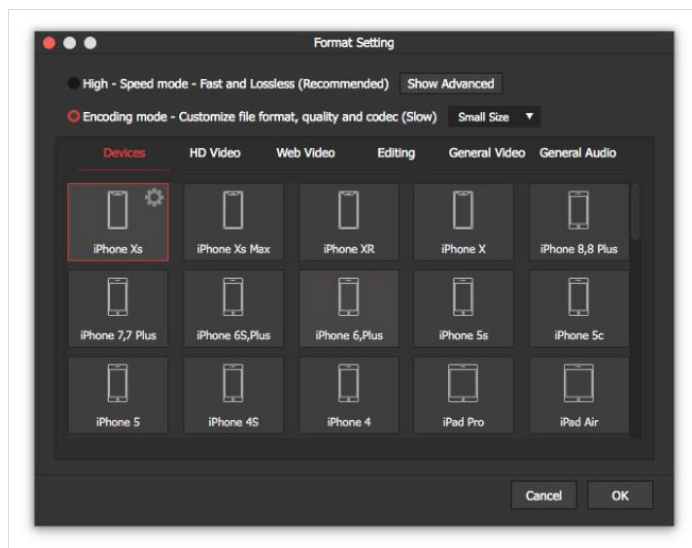 Format Setting
High - Speed mode - Fast and Lossless (Recommended) Show Advanced
Encoding mode - Customize file format, quality and codec (Slow) Small Size
Devices HD Video Web Video Editing General Video General Audio
iPhone Xs iPhone Xs Max iPhone XR iPhone X iPhone 8,8 Plus
iPhone 7,7 Plus iPhone 6S,Plus iPhone 6,Plus iPhone 5s iPhone 5c
iPhone 5 iPhone 4S iPhone 4 iPad Pro iPad Air
Cancel OK